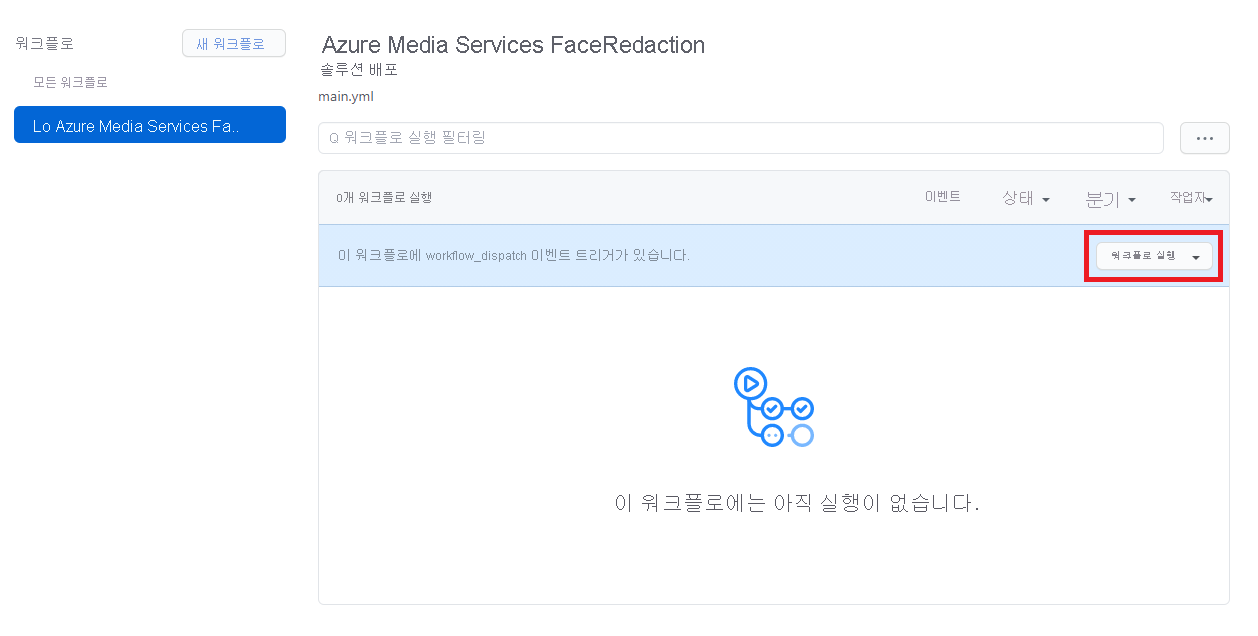 워크플로
새 워크플로
모든 워크플로
Lo Azure Media Services Fa..
Azure Media Services FaceRedaction
솔루션 배포
main.yml
Q 워크플로 실행 필터링
...
0개 워크플로 실행
이벤트
상태
분기
작업자
이 워크플로에 workflow_dispatch 이벤트 트리거가 있습니다.
워크플로 실행
이 워크플로에는 아직 실행이 없습니다.